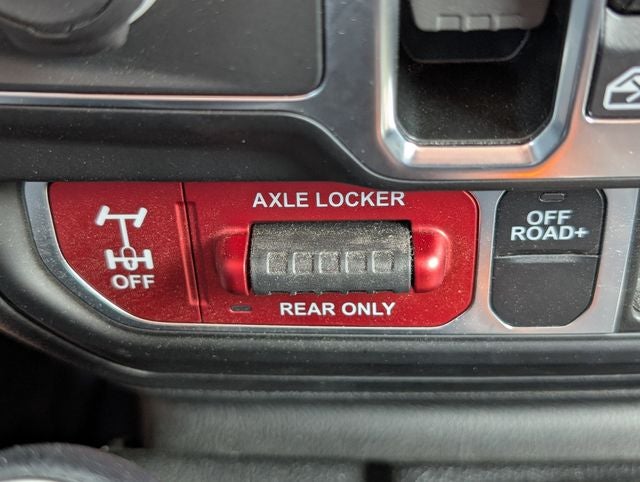 AXLE LOCKER
OFF
REAR ONLY
OFF
ROAD+